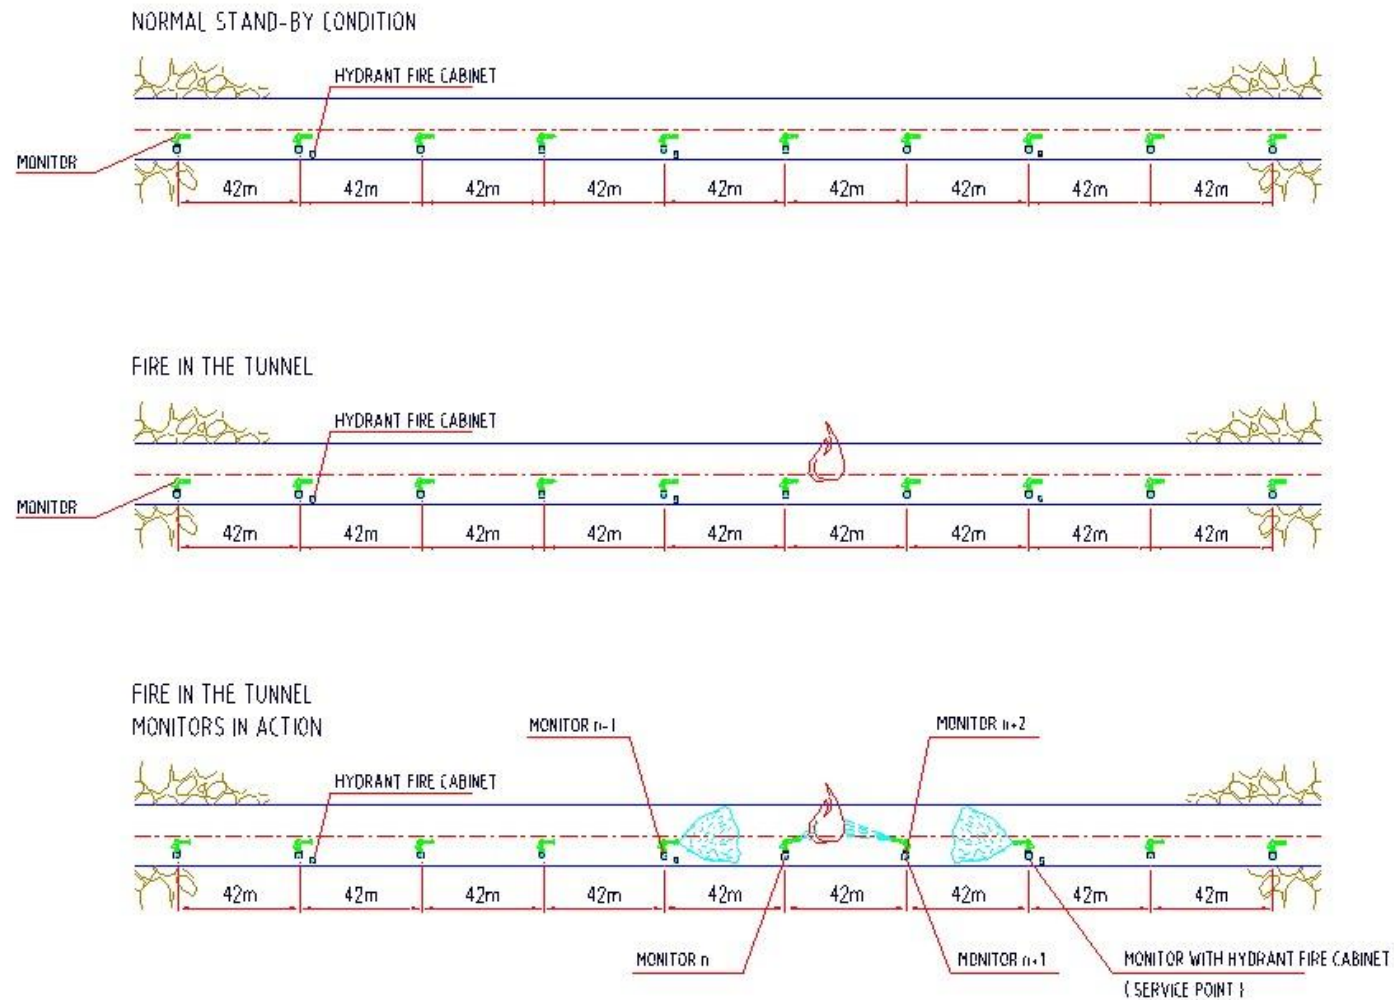 NORMAL STAND-BY CONDITION
HYDRANT FIRE CABINET
MONITOR
42m 42m 42m 42m 42m 42m 42m 42m 42m
FIRE IN THE TUNNEL
HYDRANT FIRE CABINET
MONITOR
42m 42m 42m 42m 42m 42m 42m 42m 42m
FIRE IN THE TUNNEL
MONITORS IN ACTION
MONITOR n-1
MONITOR n+2
HYDRANT FIRE CABINET
42m 42m 42m 42m 42m 42m 42m 42m 42m
MONITOR n
MONITOR n+1
MONITOR WITH HYDRANT FIRE CABINET
( SERVICE POINT )